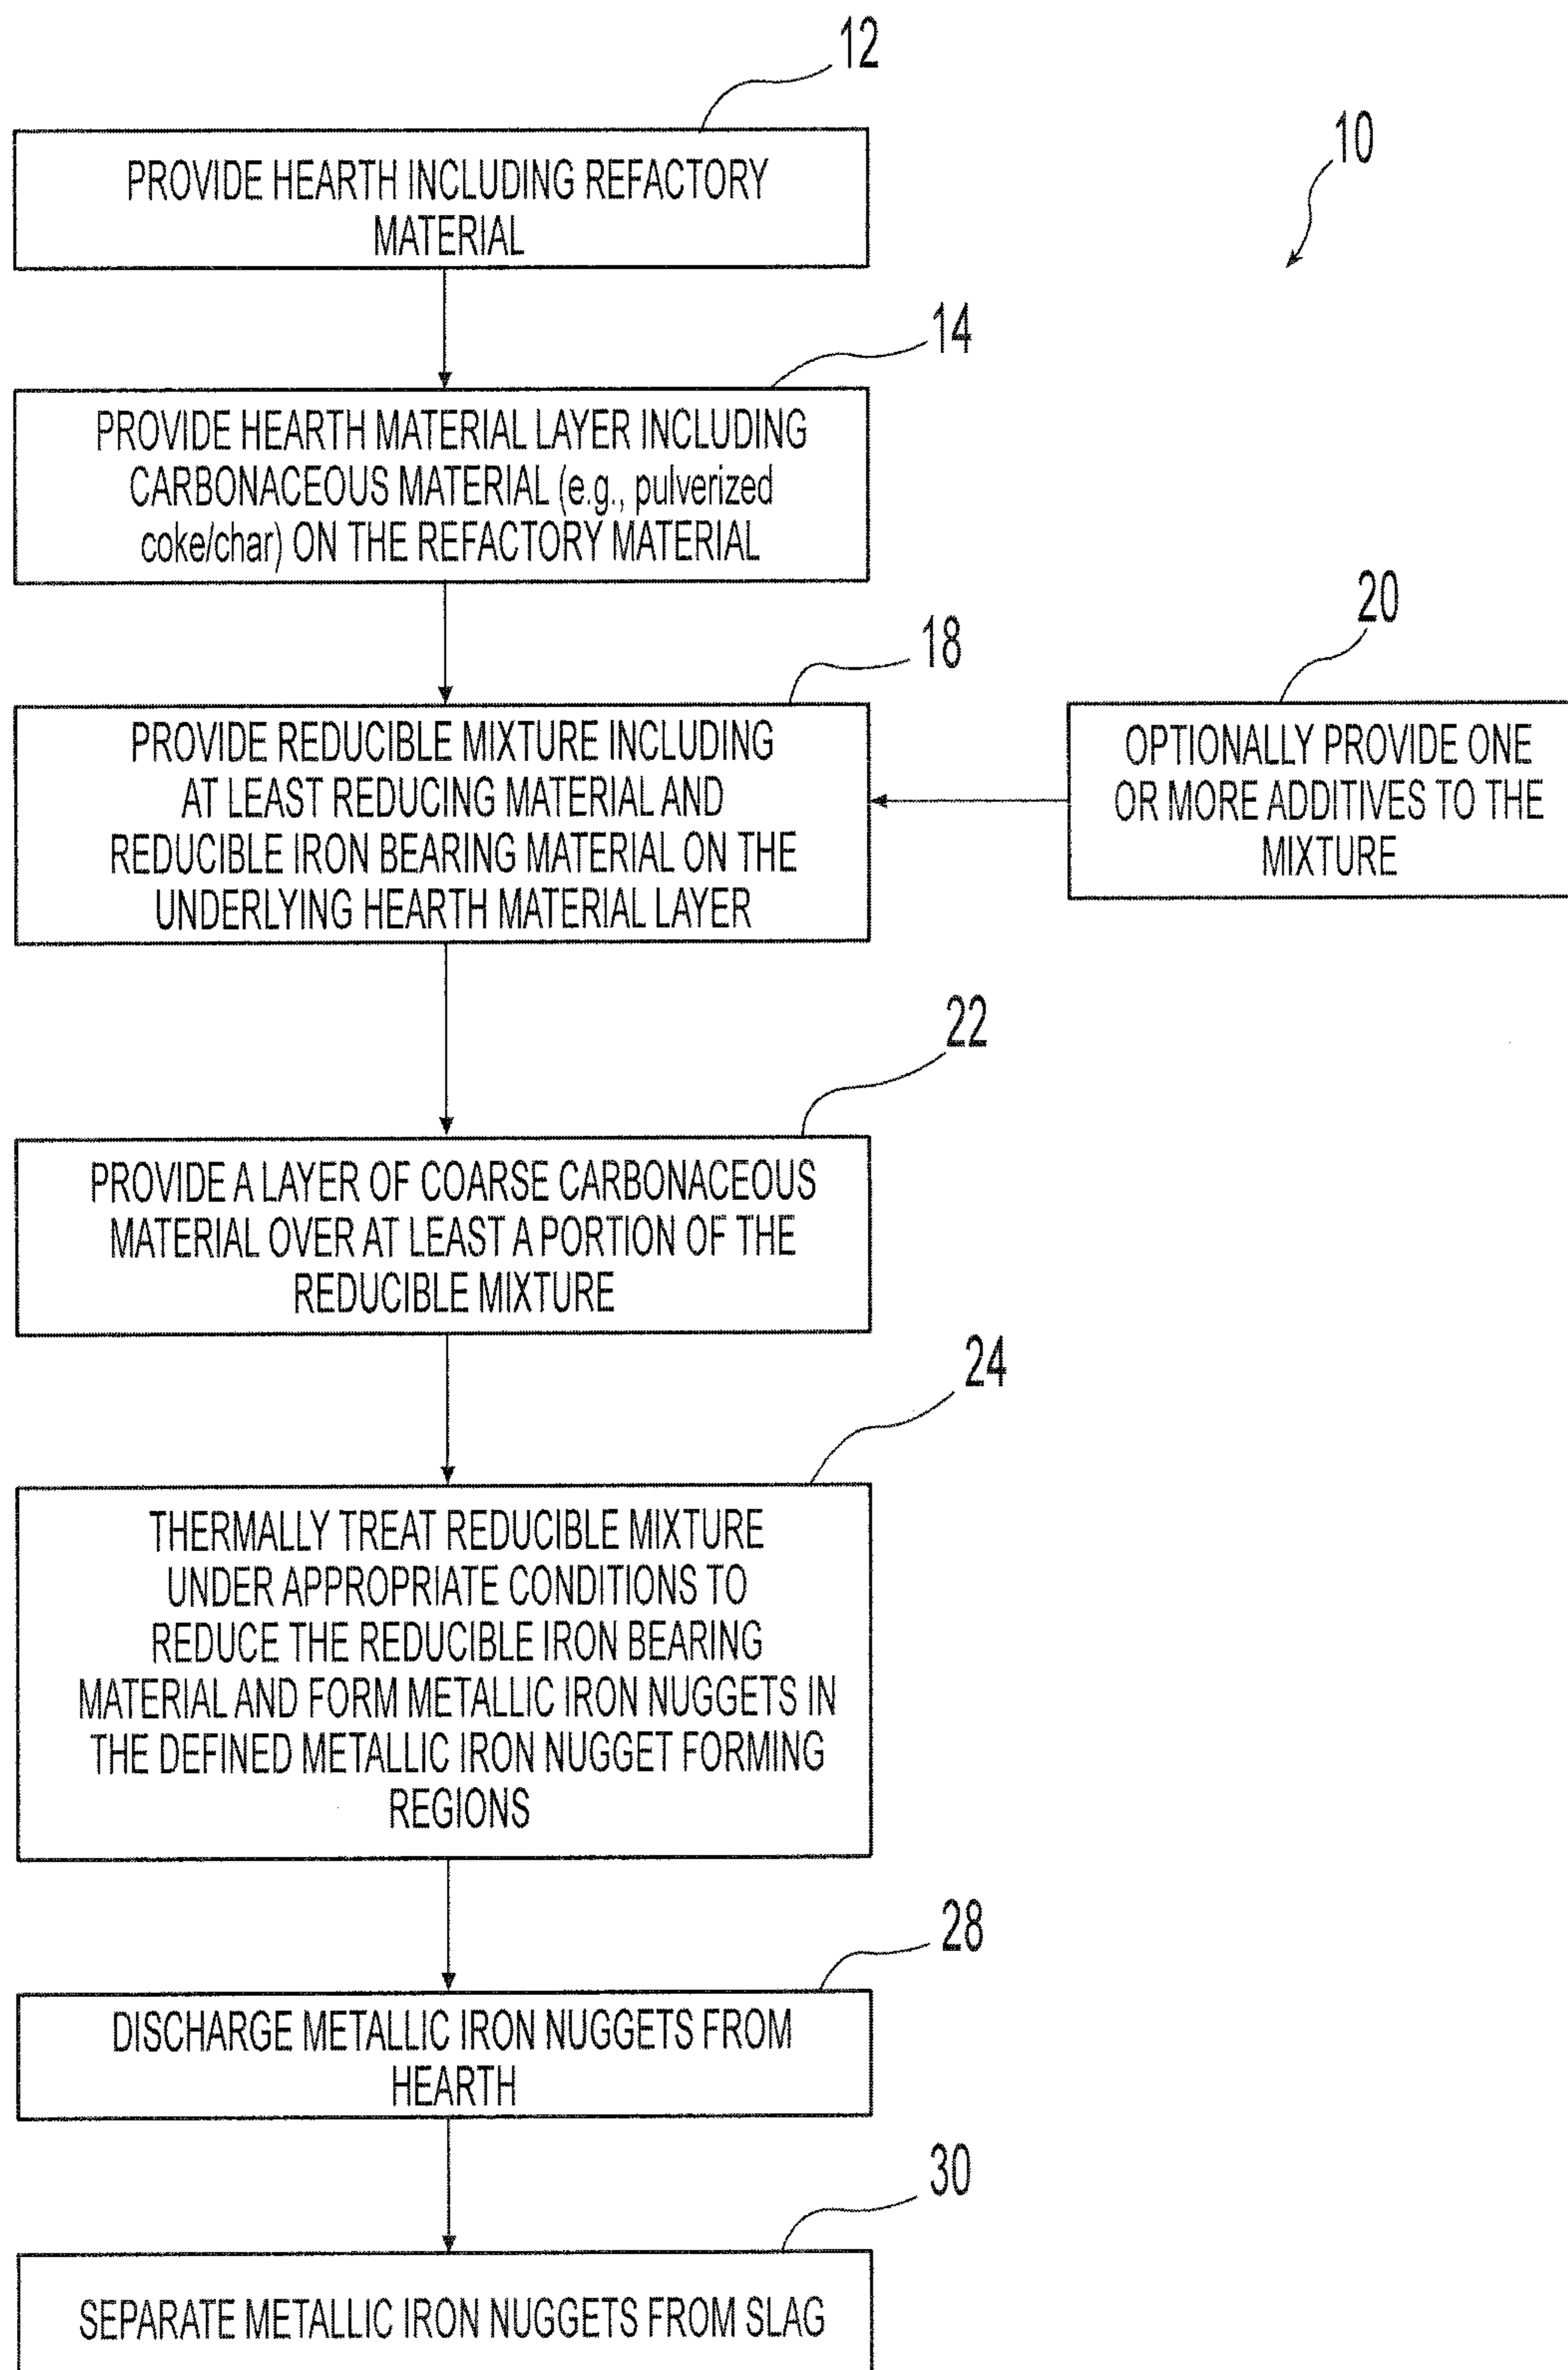 12
10
PROVIDE HEARTH INCLUDING REFACTORY
MATERIAL
14
PROVIDE HEARTH MATERIAL LAYER INCLUDING
CARBONACEOUS MATERIAL (e.g., pulverized
coke/char) ON THE REFACTORY MATERIAL
18
PROVIDE REDUCIBLE MIXTURE INCLUDING
AT LEAST REDUCING MATERIAL AND
REDUCIBLE IRON BEARING MATERIAL ON THE
UNDERLYING HEARTH MATERIAL LAYER
20
OPTIONALLY PROVIDE ONE
OR MORE ADDITIVES TO THE
MIXTURE
22
PROVIDE A LAYER OF COARSE CARBONACEOUS
MATERIAL OVER AT LEAST A PORTION OF THE
REDUCIBLE MIXTURE
24
THERMALLY TREAT REDUCIBLE MIXTURE
UNDER APPROPRIATE CONDITIONS TO
REDUCE THE REDUCIBLE IRON BEARING
MATERIAL AND FORM METALLIC IRON NUGGETS IN
THE DEFINED METALLIC IRON NUGGET FORMING
REGIONS
28
DISCHARGE METALLIC IRON NUGGETS FROM
HEARTH
30
SEPARATE METALLIC IRON NUGGETS FROM SLAG